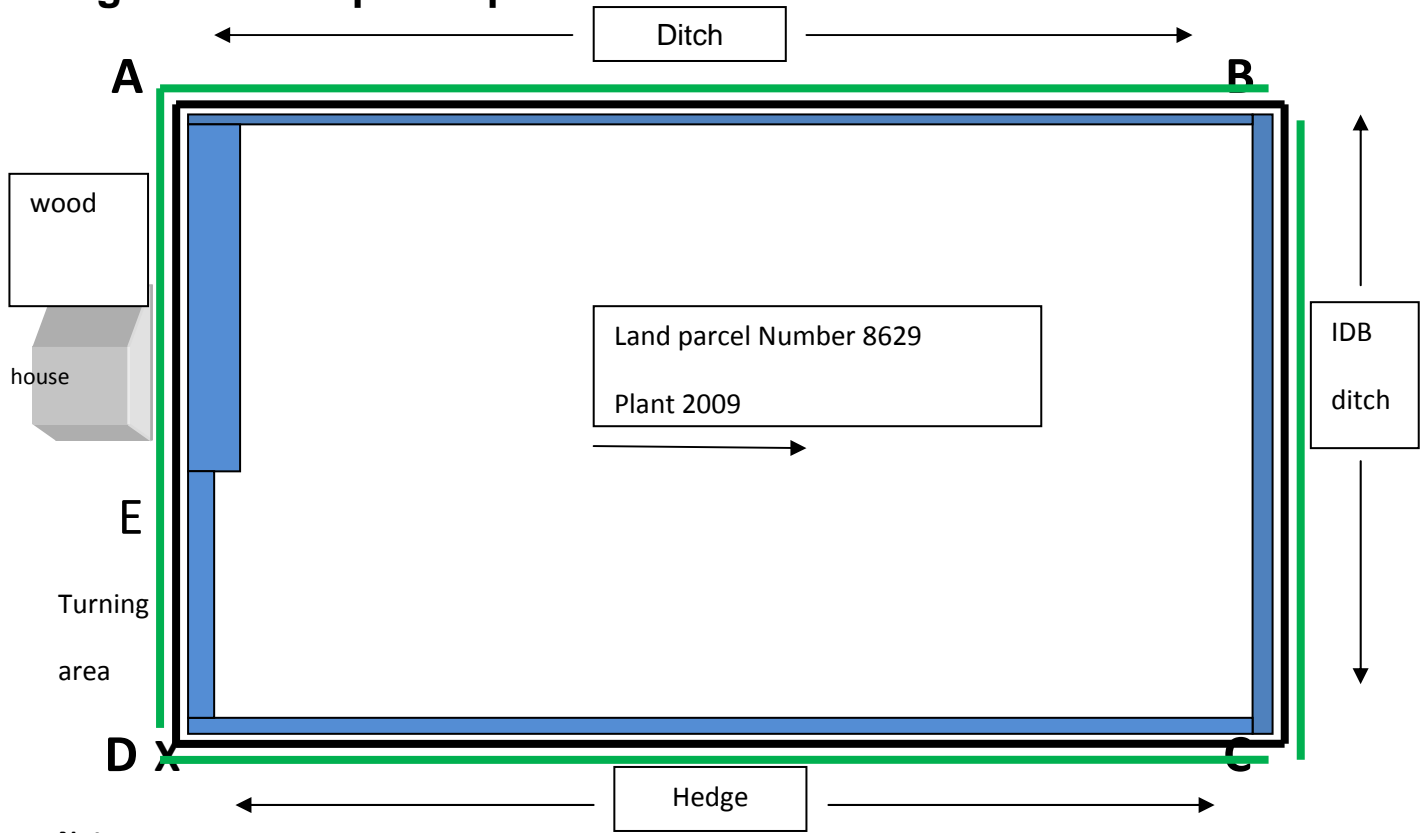 Ditch
A
B
wood
house
Land parcel Number 8629
Plant 2009
IDB
ditch
E
Turning
area
D X
C
Hedge